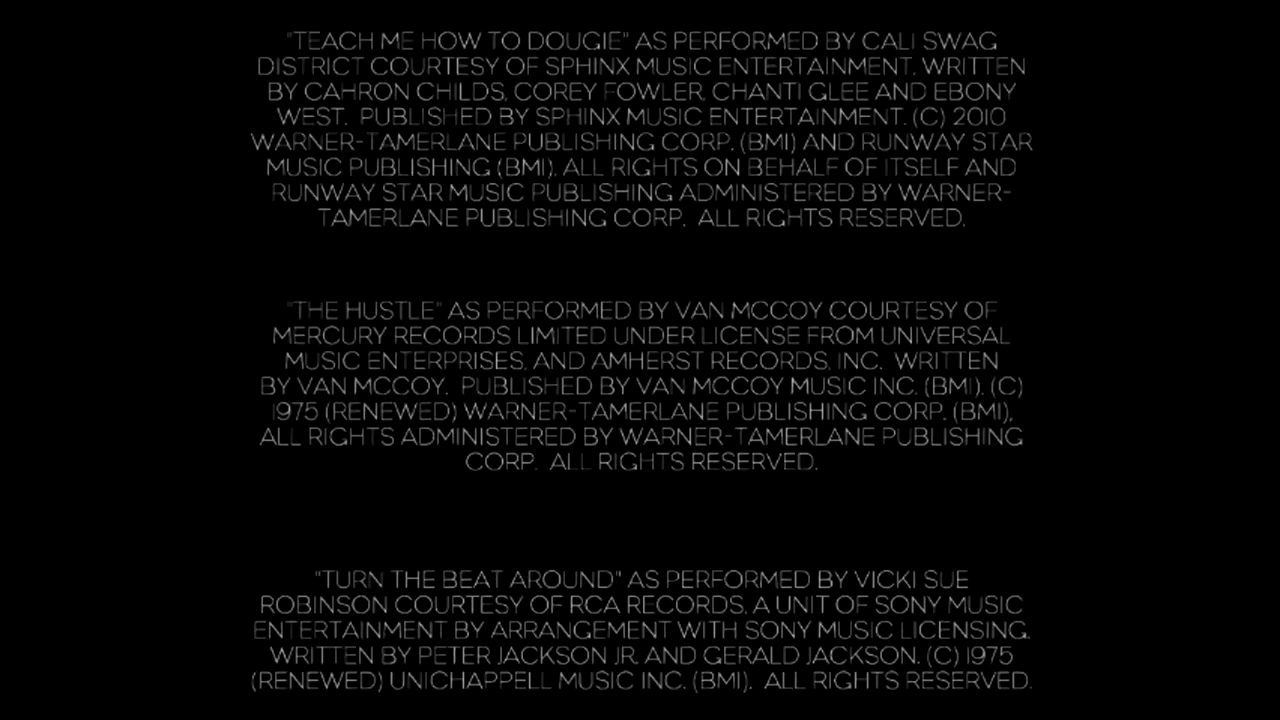 "TEACH ME HOW TO DOUGIE" AS PERFORMED BY CALI SWAG
DISTRICT COURTESY OF SPHINX MUSIC ENTERTAINMENT. WRITTEN
BY CAHRON CHILDS, COREY FOWLER, CHANTI GLEE AND EBONY
WEST.  PUBLISHED BY SPHINX MUSIC ENTERTAINMENT. (C) 2010
WARNER-TAMERLANE PUBLISHING CORP. (BMI) AND RUNWAY STAR
MUSIC PUBLISHING (BMI). ALL RIGHTS ON BEHALF OF ITSELF AND
RUNWAY STAR MUSIC PUBLISHING ADMINISTERED BY WARNER-
TAMERLANE PUBLISHING CORP.  ALL RIGHTS RESERVED.
"THE HUSTLE" AS PERFORMED BY VAN MCCOY COURTESY OF
MERCURY RECORDS LIMITED UNDER LICENSE FROM UNIVERSAL
MUSIC ENTERPRISES, AND AMHERST RECORDS, INC.  WRITTEN
BY VAN MCCOY.  PUBLISHED BY VAN MCCOY MUSIC INC. (BMI). (C)
1975 (RENEWED) WARNER-TAMERLANE PUBLISHING CORP. (BMI),
ALL RIGHTS ADMINISTERED BY WARNER-TAMERLANE PUBLISHING
CORP.  ALL RIGHTS RESERVED.
"TURN THE BEAT AROUND" AS PERFORMED BY VICKI SUE
ROBINSON COURTESY OF RCA RECORDS, A UNIT OF SONY MUSIC
ENTERTAINMENT BY ARRANGEMENT WITH SONY MUSIC LICENSING.
WRITTEN BY PETER JACKSON JR. AND GERALD JACKSON. (C) 1975
(RENEWED) UNICHAPPELL MUSIC INC. (BMI).  ALL RIGHTS RESERVED.